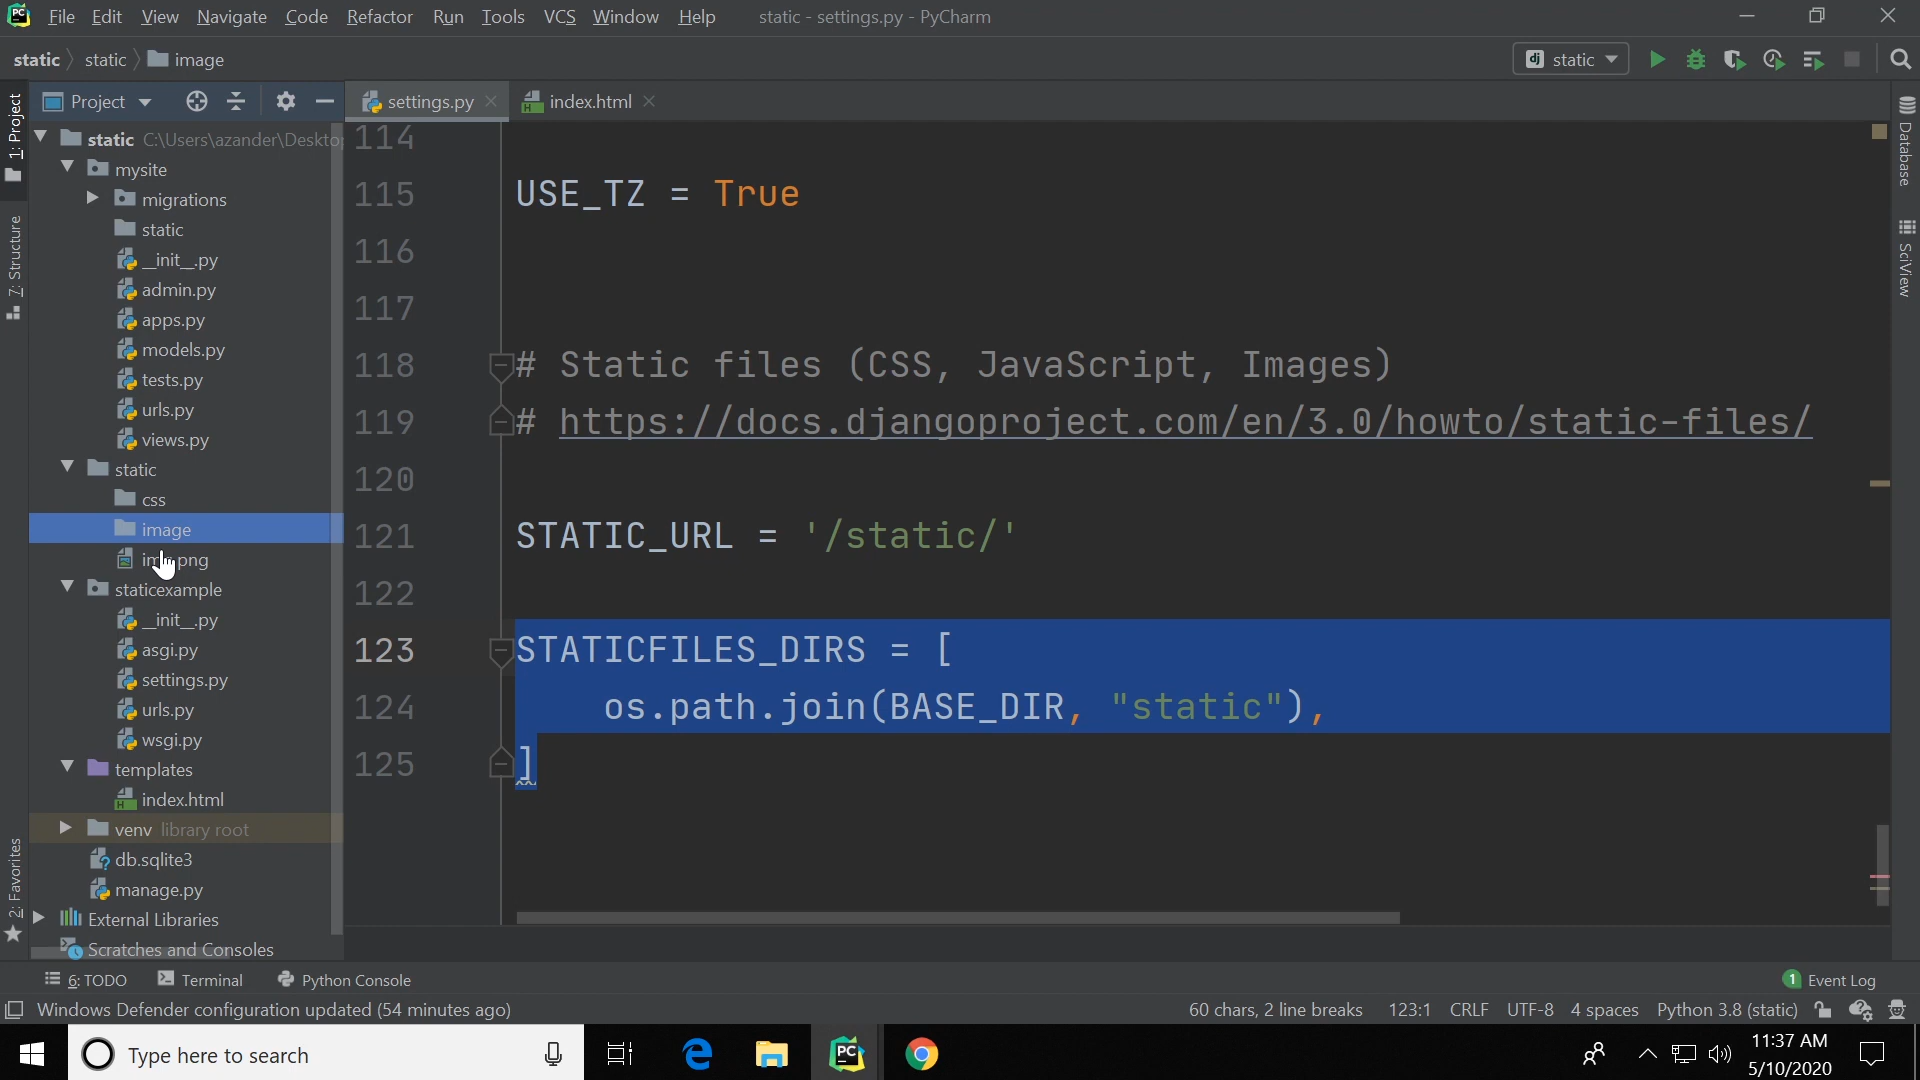 File Edit View Navigate Code Refactor Run Tools VCS Window Help static - settings.py - PyCharm
static static image
static
Project
settings.py
index.html
1: Project
7: Structure
2: Favorites
Database
SciView
static C:\Users\azander\Deskto
mysite
migrations
static
__init__.py
admin.py
apps.py
models.py
tests.py
urls.py
views.py
static
css
image
png
staticexample
__init__.py
asgi.py
settings.py
urls.py
wsgi.py
templates
index.html
venv library root
db.sqlite3
manage.py
External Libraries
Scratches and Consoles
114
115 USE_TZ = True
116
117
118 # Static files (CSS, JavaScript, Images)
119 # https://docs.djangoproject.com/en/3.0/howto/static-files/
120
121 STATIC_URL = '/static/'
122
123 STATICFILES_DIRS = [
124 os.path.join(BASE_DIR, "static"),
125 ]
6: TODO Terminal Python Console
1 Event Log
Windows Defender configuration updated (54 minutes ago)
60 chars, 2 line breaks 123:1 CRLF UTF-8 4 spaces Python 3.8 (static)
Type here to search
11:37 AM
5/10/2020